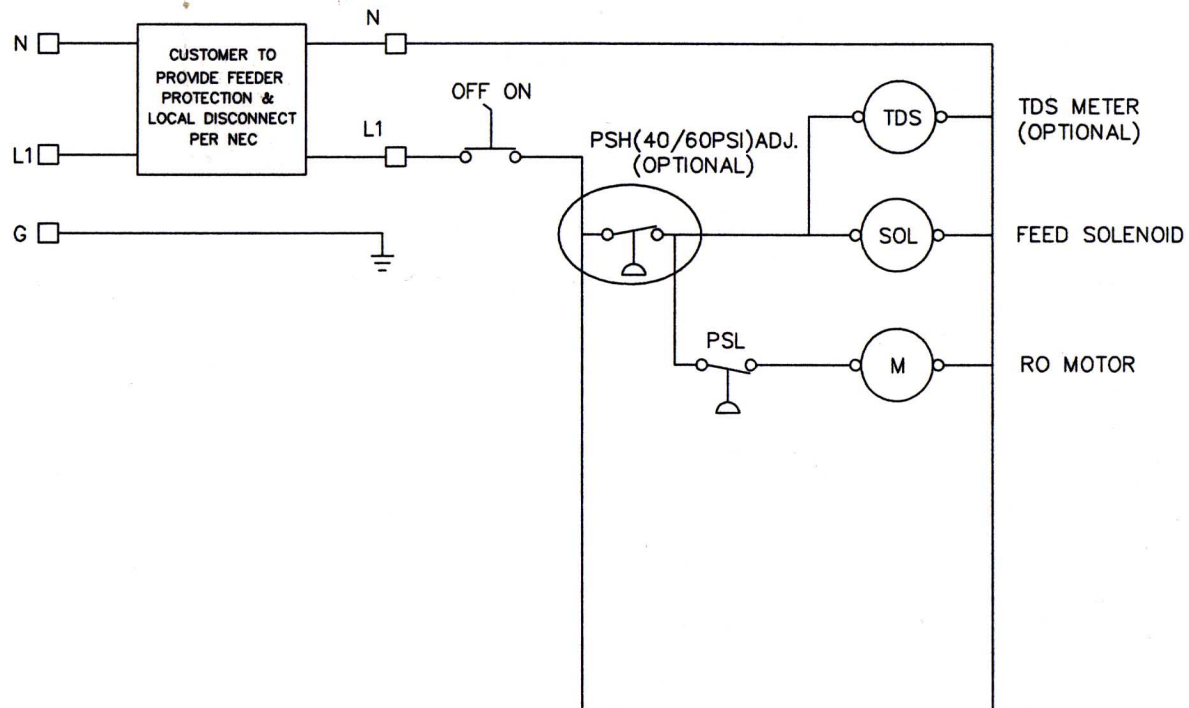 N
CUSTOMER TO
PROVIDE FEEDER
PROTECTION &
LOCAL DISCONNECT
PER NEC
N
OFF ON
L1
L1
PSH(40/60PSI)ADJ.
(OPTIONAL)
TDS
TDS METER
(OPTIONAL)
G
SOL
FEED SOLENOID
PSL
M
RO MOTOR